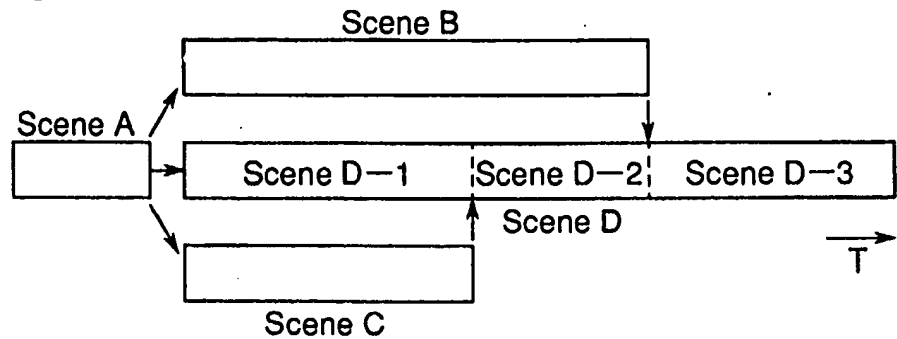 Scene B
Scene A
Scene D—1
Scene D—2
Scene D—3
Scene D
T
Scene C